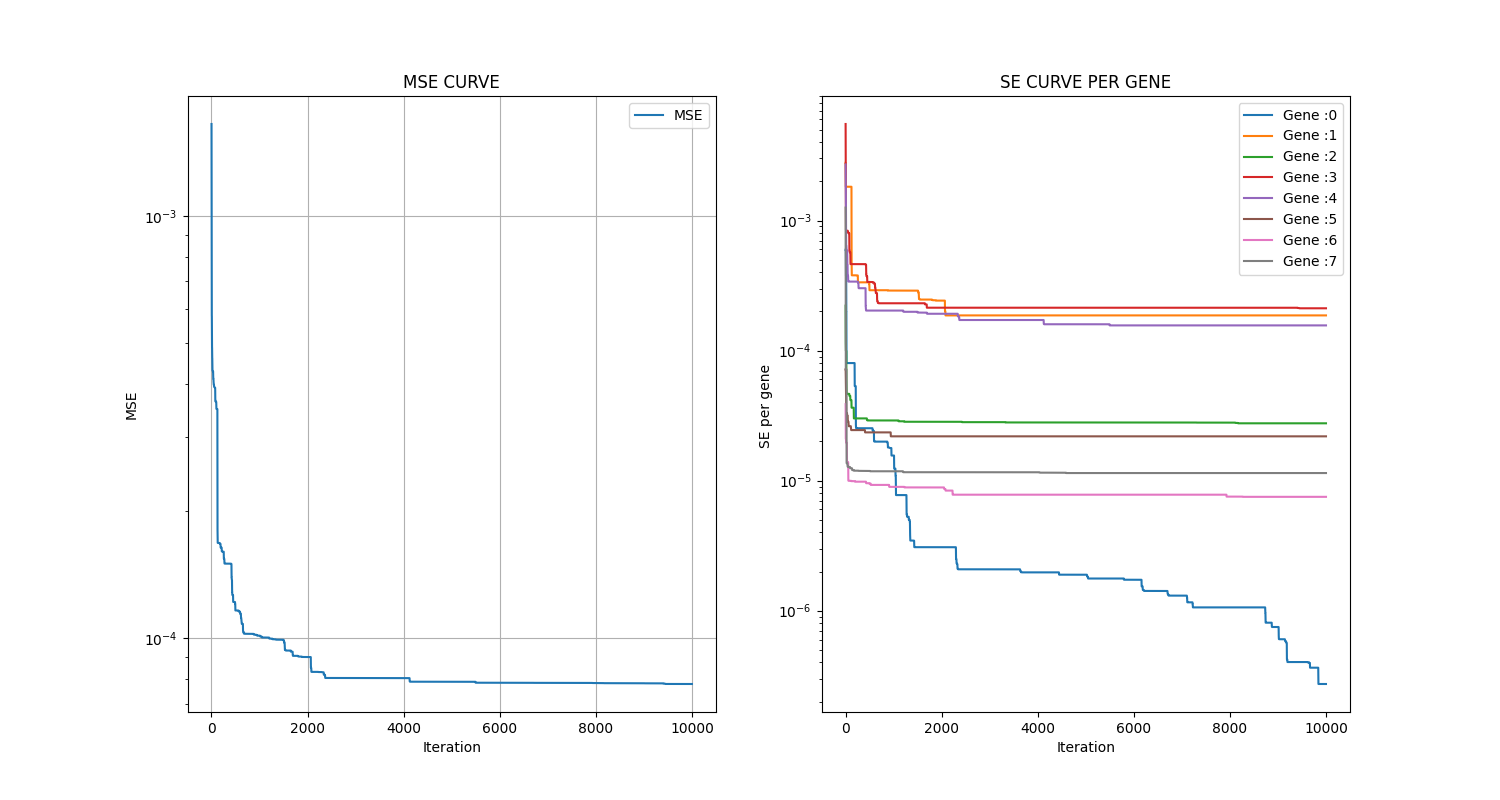 MSE CURVE
MSE
10⁻³
10⁻⁴
MSE
0 2000 4000 6000 8000 10000
Iteration
SE CURVE PER GENE
Gene :0
Gene :1
Gene :2
Gene :3
Gene :4
Gene :5
Gene :6
Gene :7
10⁻³
10⁻⁴
10⁻⁵
10⁻⁶
SE per gene
0 2000 4000 6000 8000 10000
Iteration